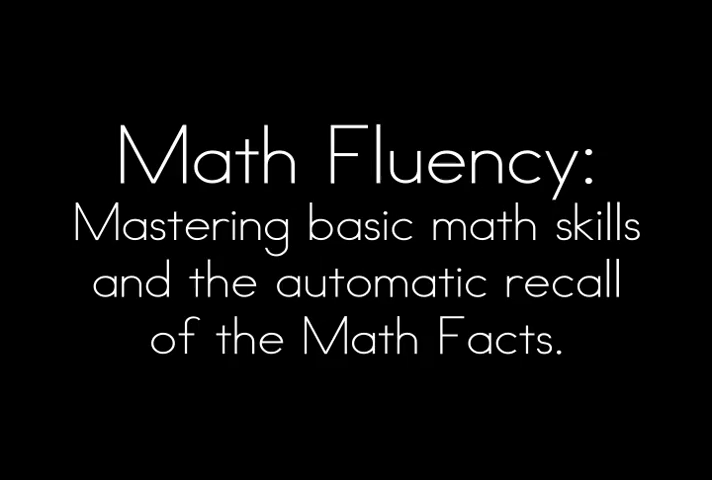 Math Fluency:
Mastering basic math skills
and the automatic recall
of the Math Facts.